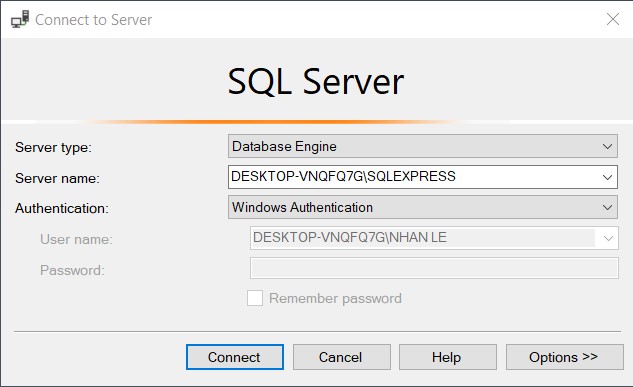 Connect to Server
SQL Server
Server type: Database Engine
Server name: DESKTOP-VNQFQ7G\SQLEXPRESS
Authentication: Windows Authentication
User name: DESKTOP-VNQFQ7G\NHAN LE
Password:
Remember password
Connect Cancel Help Options >>